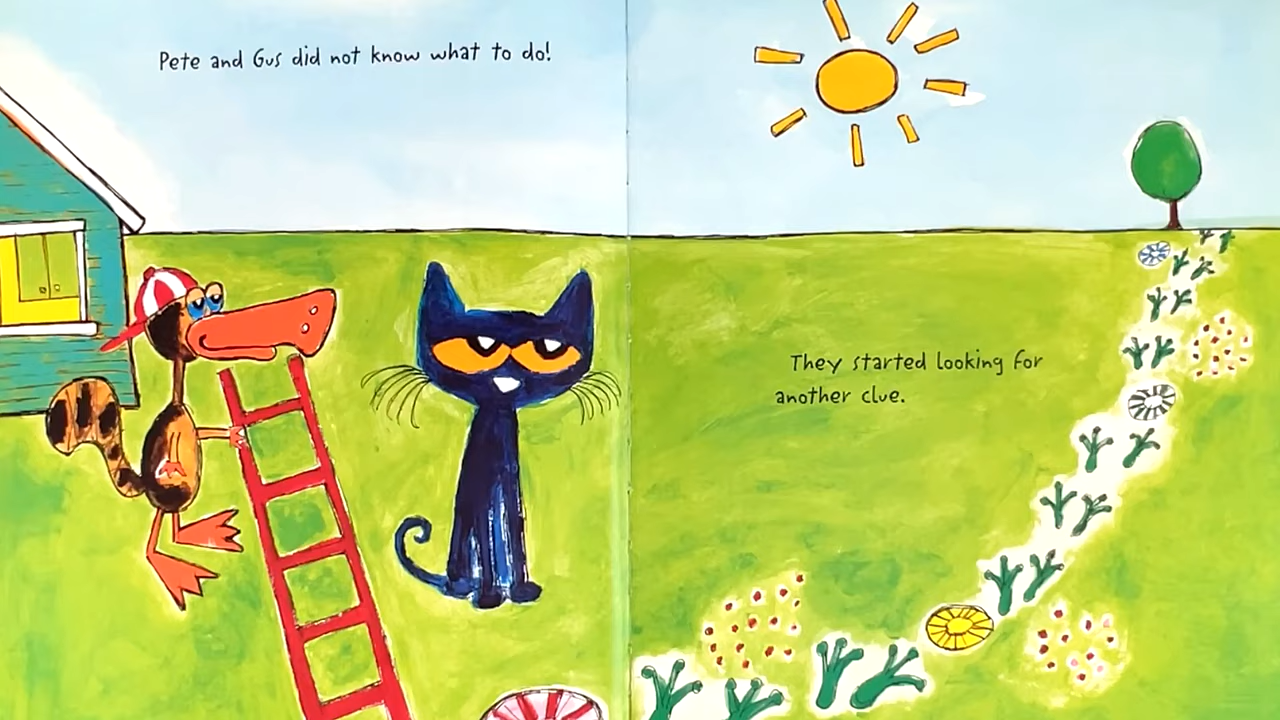 Pete and Gus did not know what to do!
They started looking for
another clue.